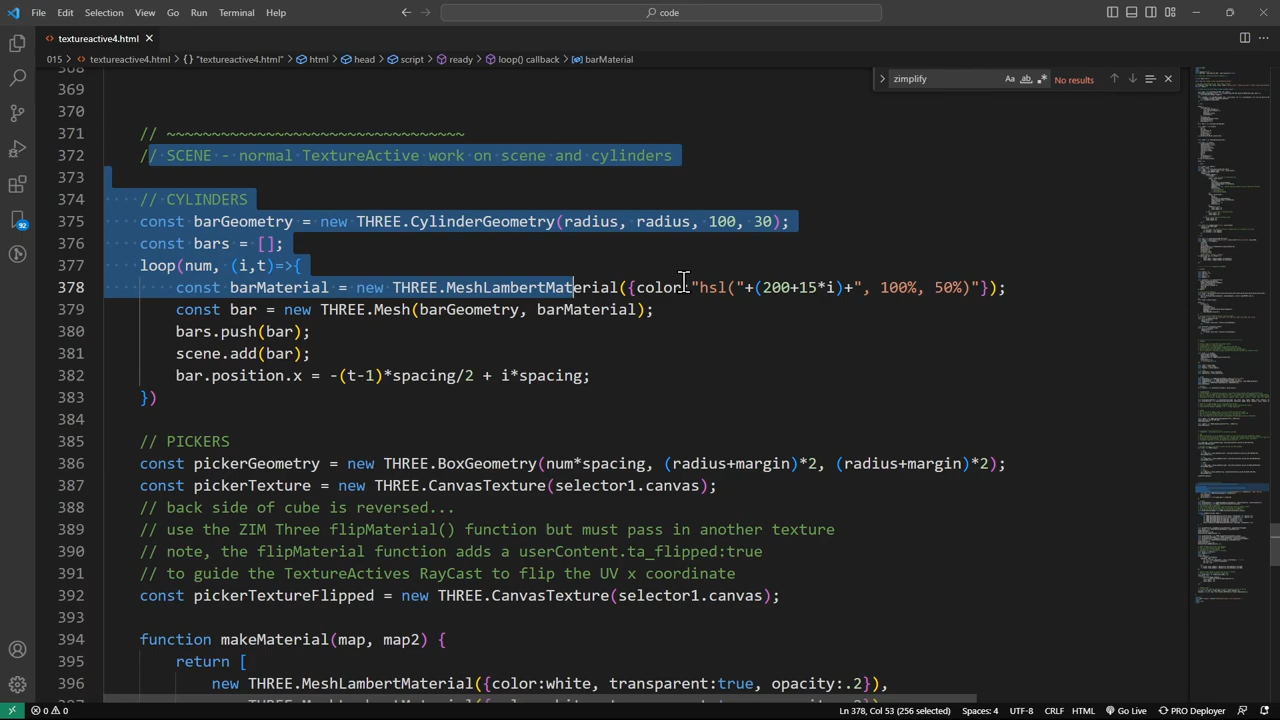 File Edit Selection View Go Run Terminal Help
code
textureactive4.html
015 > textureactive4.html > "textureactive4.html" > html > head > script > ready > loop() callback > barMaterial
zimplify
Aa ab .* No results
368
369
370
371 // ~~~~~~~~~~~~~~~~~~~~~~~~~~~~~~~~~
372 // SCENE - normal TextureActive work on scene and cylinders
373
374 // CYLINDERS
375 const barGeometry = new THREE.CylinderGeometry(radius, radius, 100, 30);
376 const bars = [];
377 loop(num, (i,t)=>{
378 const barMaterial = new THREE.MeshLambertMaterial({color:"hsl("+(200+15*i)+", 100%, 50%)"});
379 const bar = new THREE.Mesh(barGeometry, barMaterial);
380 bars.push(bar);
381 scene.add(bar);
382 bar.position.x = -(t-1)*spacing/2 + i*spacing;
383 })
384
385 // PICKERS
386 const pickerGeometry = new THREE.BoxGeometry(num*spacing, (radius+margin)*2, (radius+margin)*2);
387 const pickerTexture = new THREE.CanvasTexture(selector1.canvas);
388 // back side of cube is reversed...
389 // use the ZIM Three flipMaterial() function but must pass in another texture
390 // note, the flipMaterial function adds a userContent.ta_flipped:true
391 // to guide the TextureActives RayCast to flip the UV x coordinate
392 const pickerTextureFlipped = new THREE.CanvasTexture(selector1.canvas);
393
394 function makeMaterial(map, map2) {
395 return [
396 new THREE.MeshLambertMaterial({color:white, transparent:true, opacity:.2}),
92
0 0 Ln 378, Col 53 (256 selected) Spaces: 4 UTF-8 CRLF HTML Go Live PRO Deployer